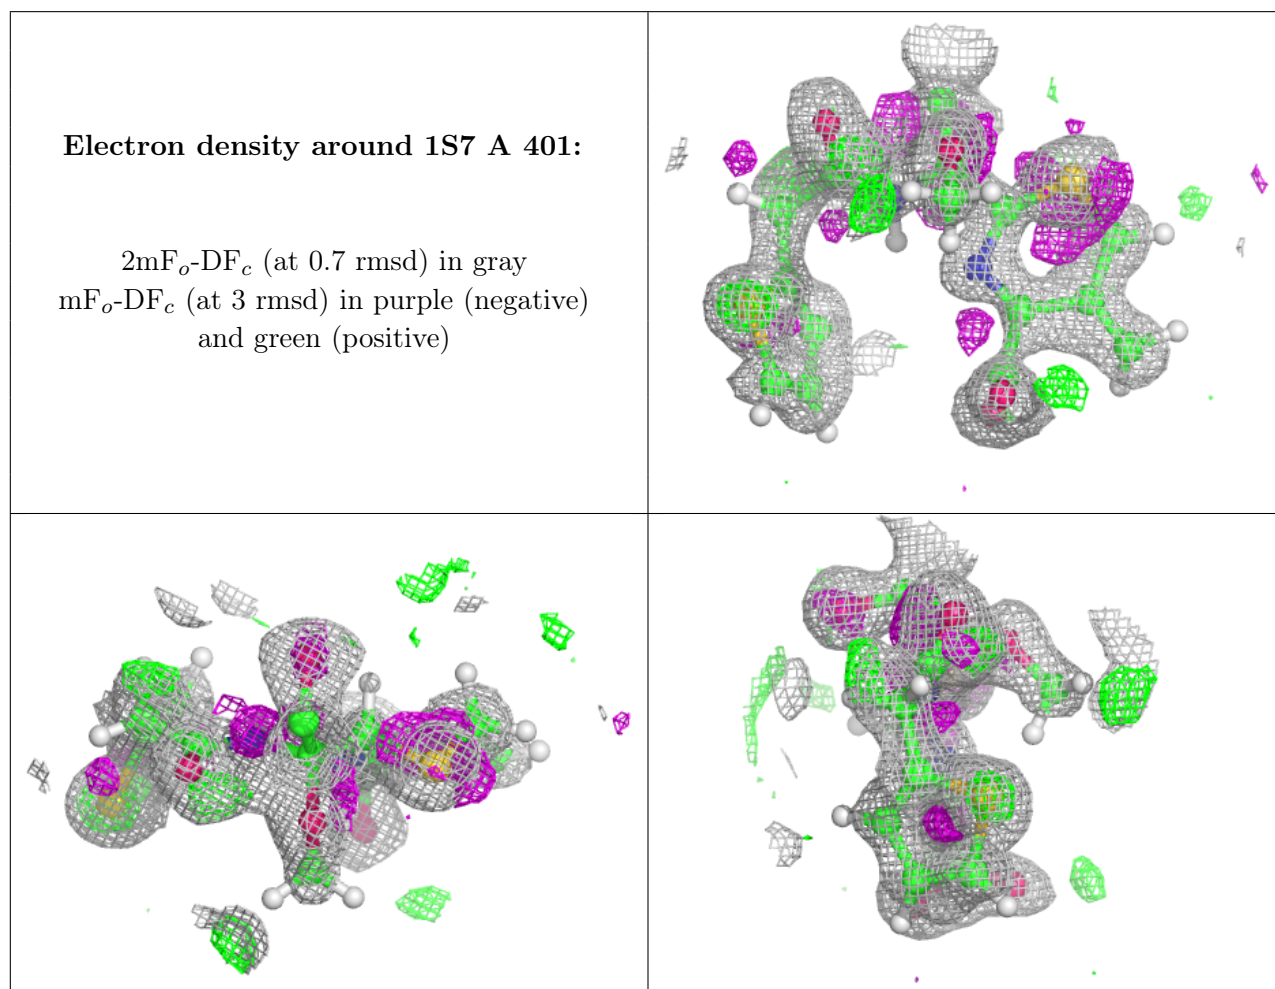 Electron density around 1S7 A 401:
2mFo-DFc (at 0.7 rmsd) in gray
mFo-DFc (at 3 rmsd) in purple (negative)
and green (positive)